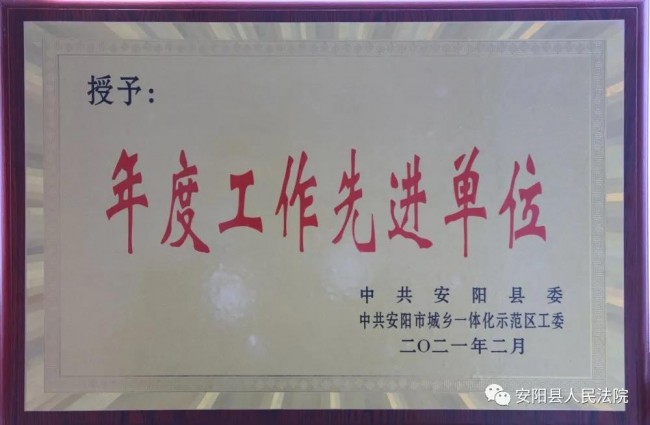 授予：
年度工作先进单位
中共安阳县委
中共安阳市城乡一体化示范区工委
二〇二一年二月
安阳县人民法院